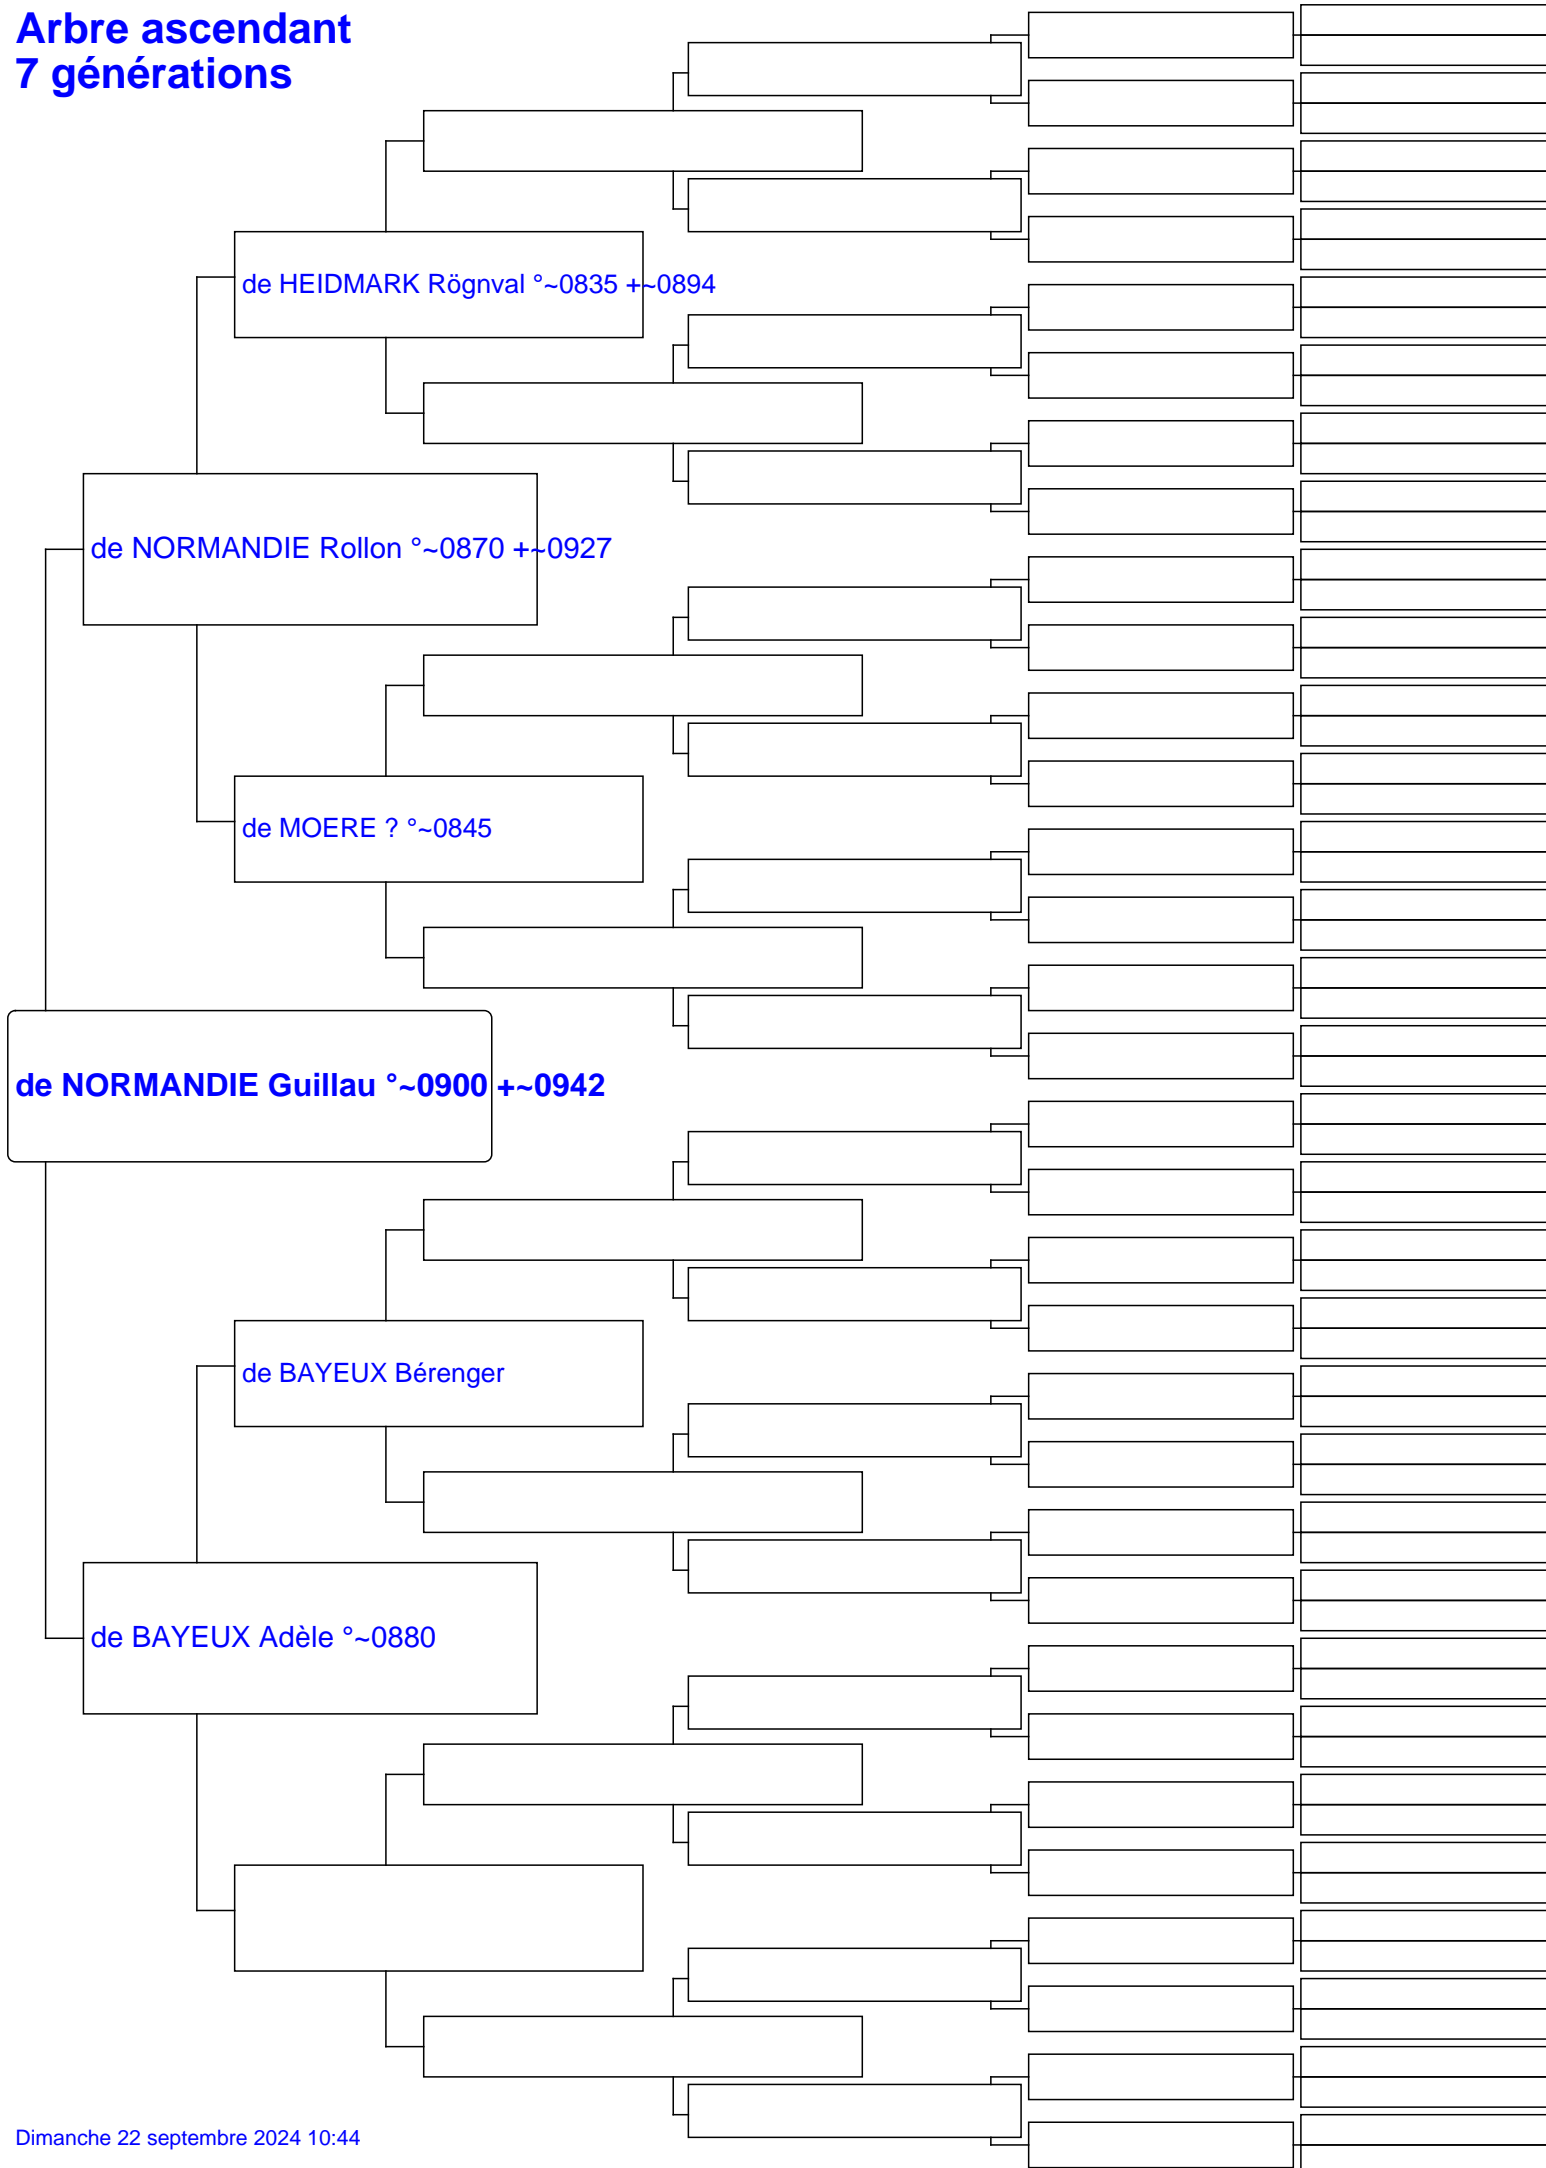 Arbre ascendant
7 générations
de HEIDMARK Rögnval °~0835 +~0894
de NORMANDIE Rollon °~0870 +~0927
de MOERE ? °~0845
de NORMANDIE Guillau °~0900 +~0942
de BAYEUX Bérenger
de BAYEUX Adèle °~0880
Dimanche 22 septembre 2024 10:44